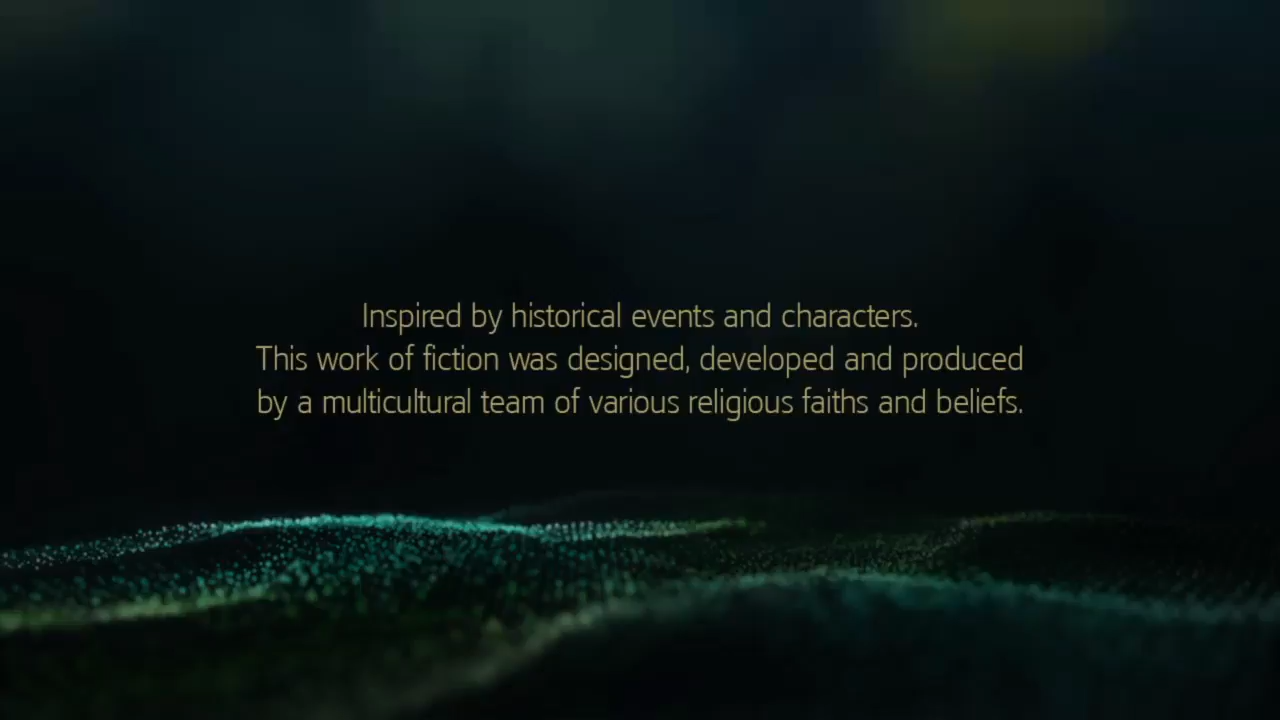 Inspired by historical events and characters.
This work of fiction was designed, developed and produced
by a multicultural team of various religious faiths and beliefs.